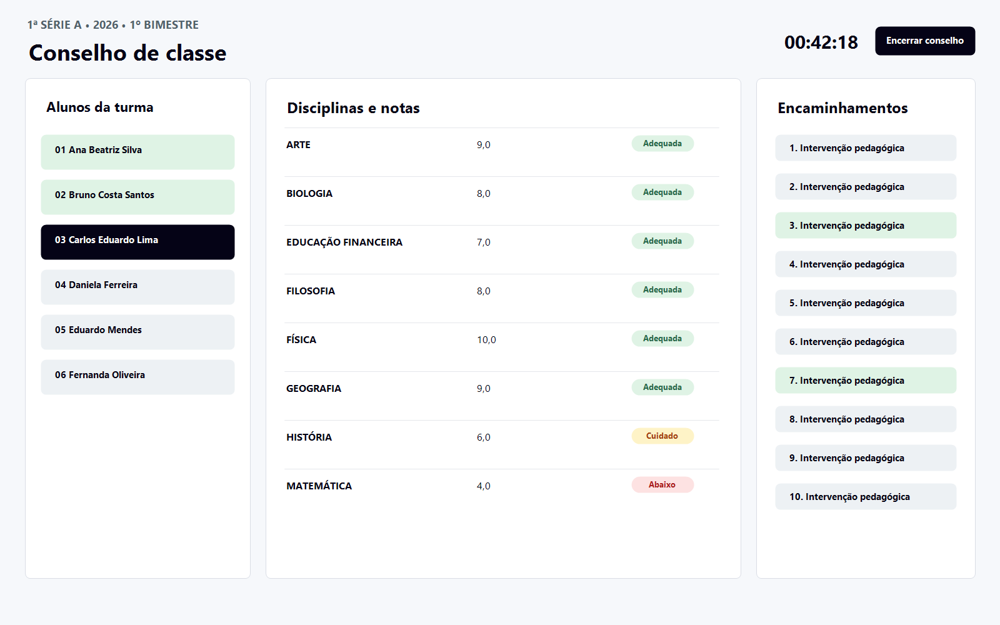 1ª SÉRIE A • 2026 • 1º BIMESTRE
Conselho de classe
00:42:18
Encerrar conselho
Alunos da turma
01 Ana Beatriz Silva
02 Bruno Costa Santos
03 Carlos Eduardo Lima
04 Daniela Ferreira
05 Eduardo Mendes
06 Fernanda Oliveira
Disciplinas e notas
ARTE 9,0 Adequada
BIOLOGIA 8,0 Adequada
EDUCAÇÃO FINANCEIRA 7,0 Adequada
FILOSOFIA 8,0 Adequada
FÍSICA 10,0 Adequada
GEOGRAFIA 9,0 Adequada
HISTÓRIA 6,0 Cuidado
MATEMÁTICA 4,0 Abaixo
Encaminhamentos
1. Intervenção pedagógica
2. Intervenção pedagógica
3. Intervenção pedagógica
4. Intervenção pedagógica
5. Intervenção pedagógica
6. Intervenção pedagógica
7. Intervenção pedagógica
8. Intervenção pedagógica
9. Intervenção pedagógica
10. Intervenção pedagógica